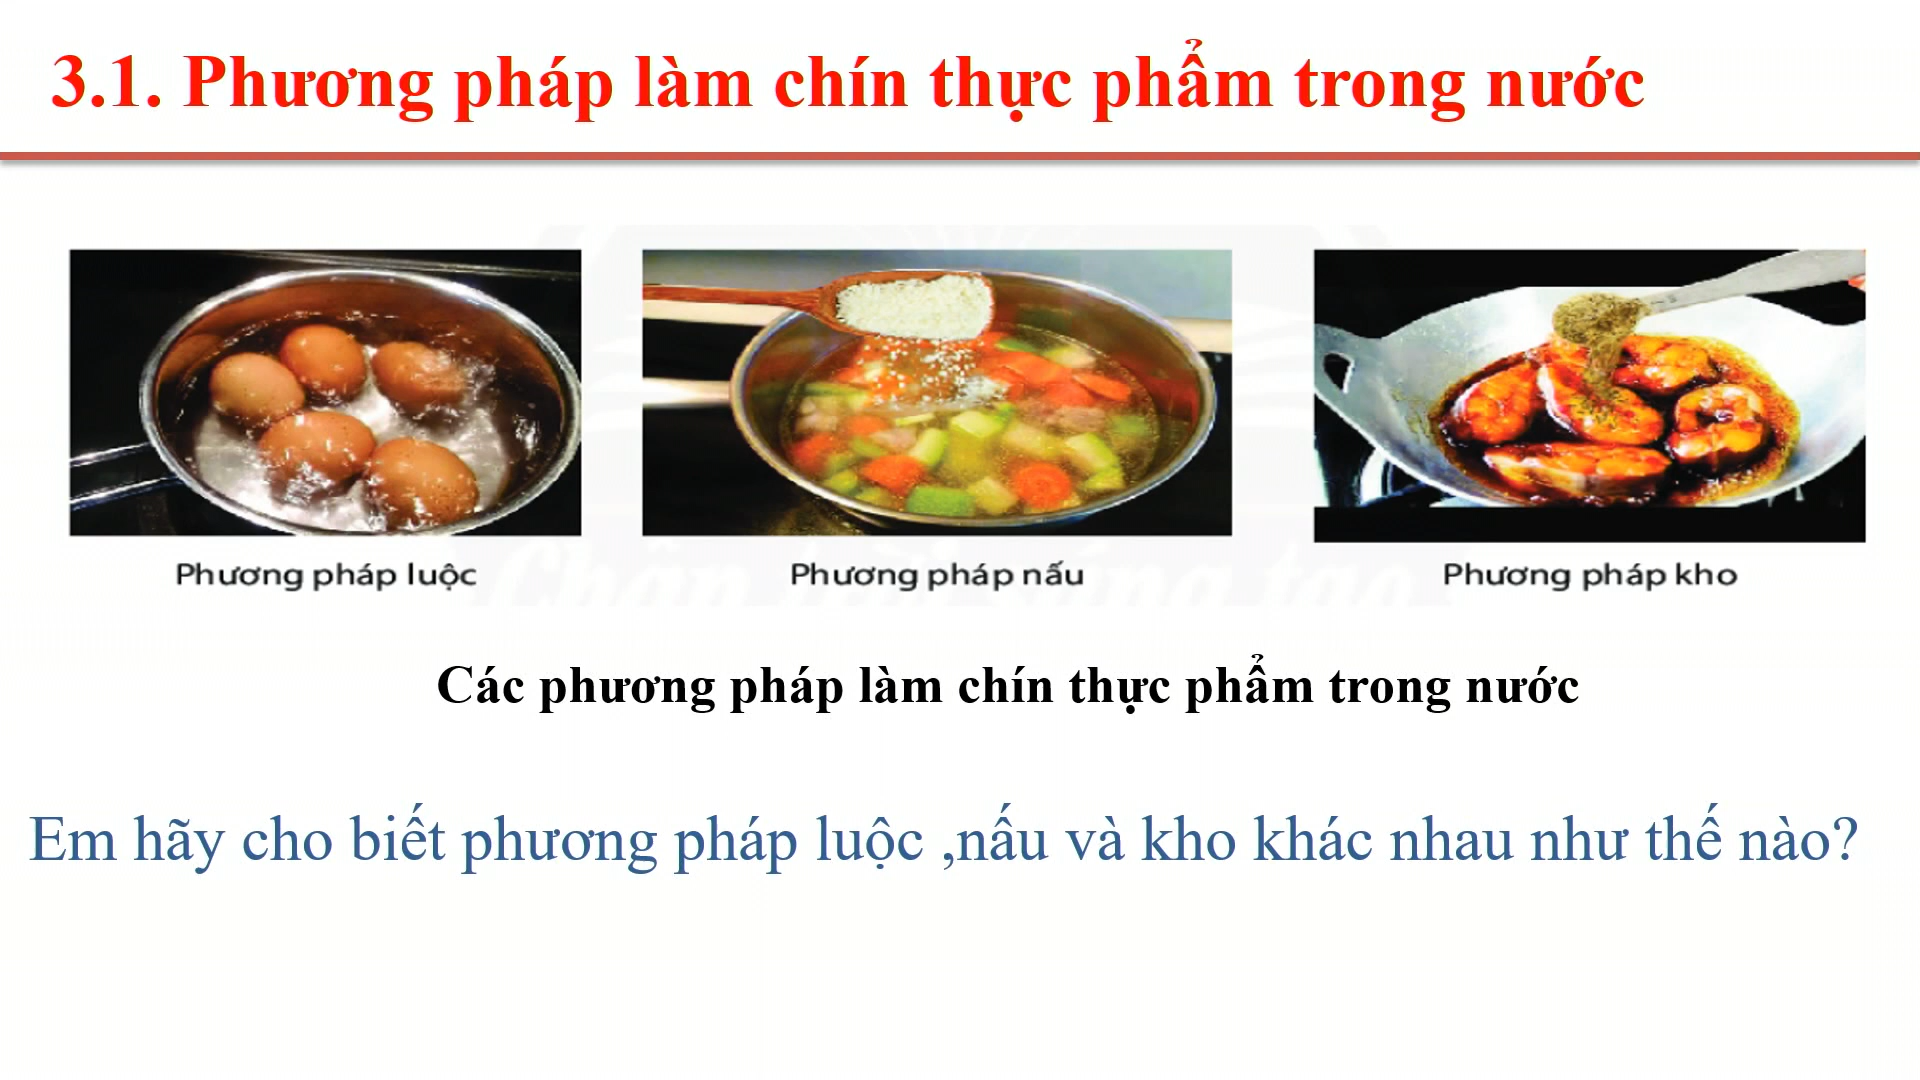 3.1. Phương pháp làm chín thực phẩm trong nước
Phương pháp luộc
Phương pháp nấu
Phương pháp kho
Các phương pháp làm chín thực phẩm trong nước
Em hãy cho biết phương pháp luộc ,nấu và kho khác nhau như thế nào?